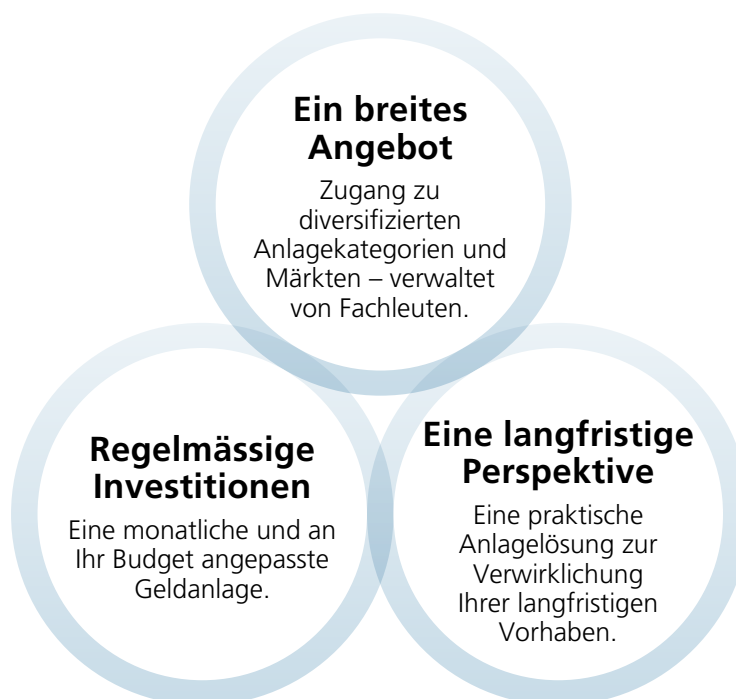 Ein breites
Angebot
Zugang zu
diversifizierten
Anlagekategorien und
Märkten – verwaltet
von Fachleuten.
Regelmässige
Investitionen
Eine monatliche und an
Ihr Budget angepasste
Geldanlage.
Eine langfristige
Perspektive
Eine praktische
Anlagelösung zur
Verwirklichung
Ihrer langfristigen
Vorhaben.